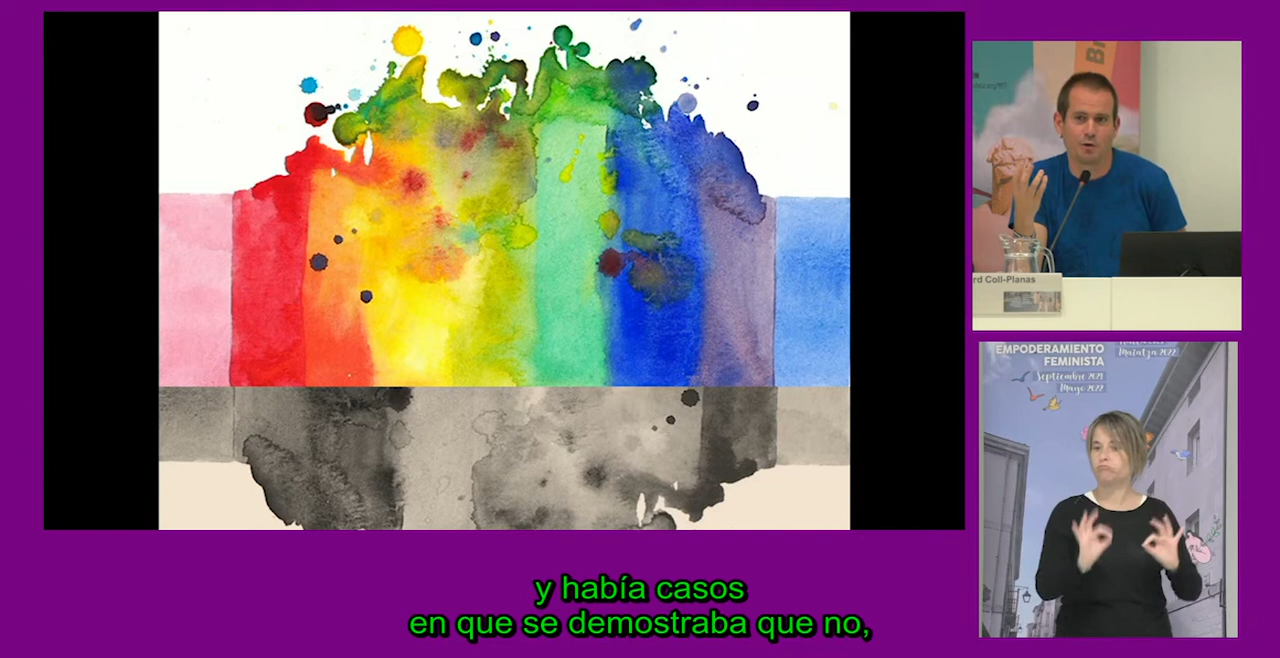 rd Coll-Planas
EMPODERAMIENTO
FEMINISTA
Septiembre 2021
Mayo 2022
Maiatza 2022
y había casos
en que se demostraba que no,